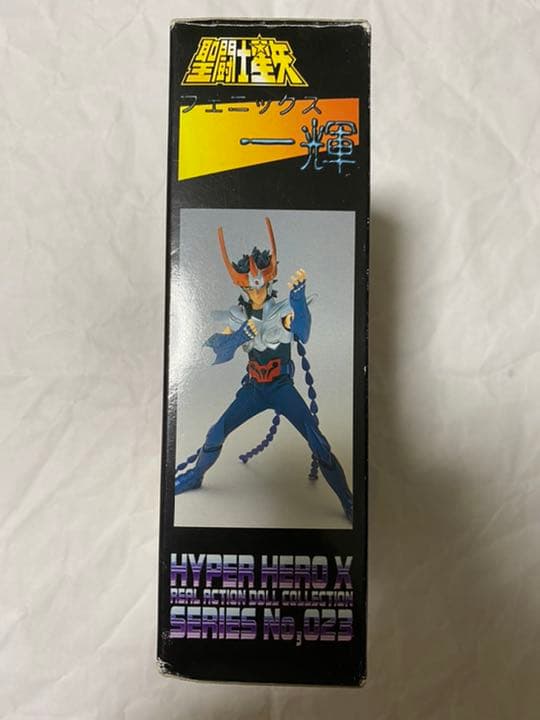 聖闘士星矢
フェニックス
一輝
HYPER HERO X
REAL ACTION DOLL COLLECTION
SERIES No,023